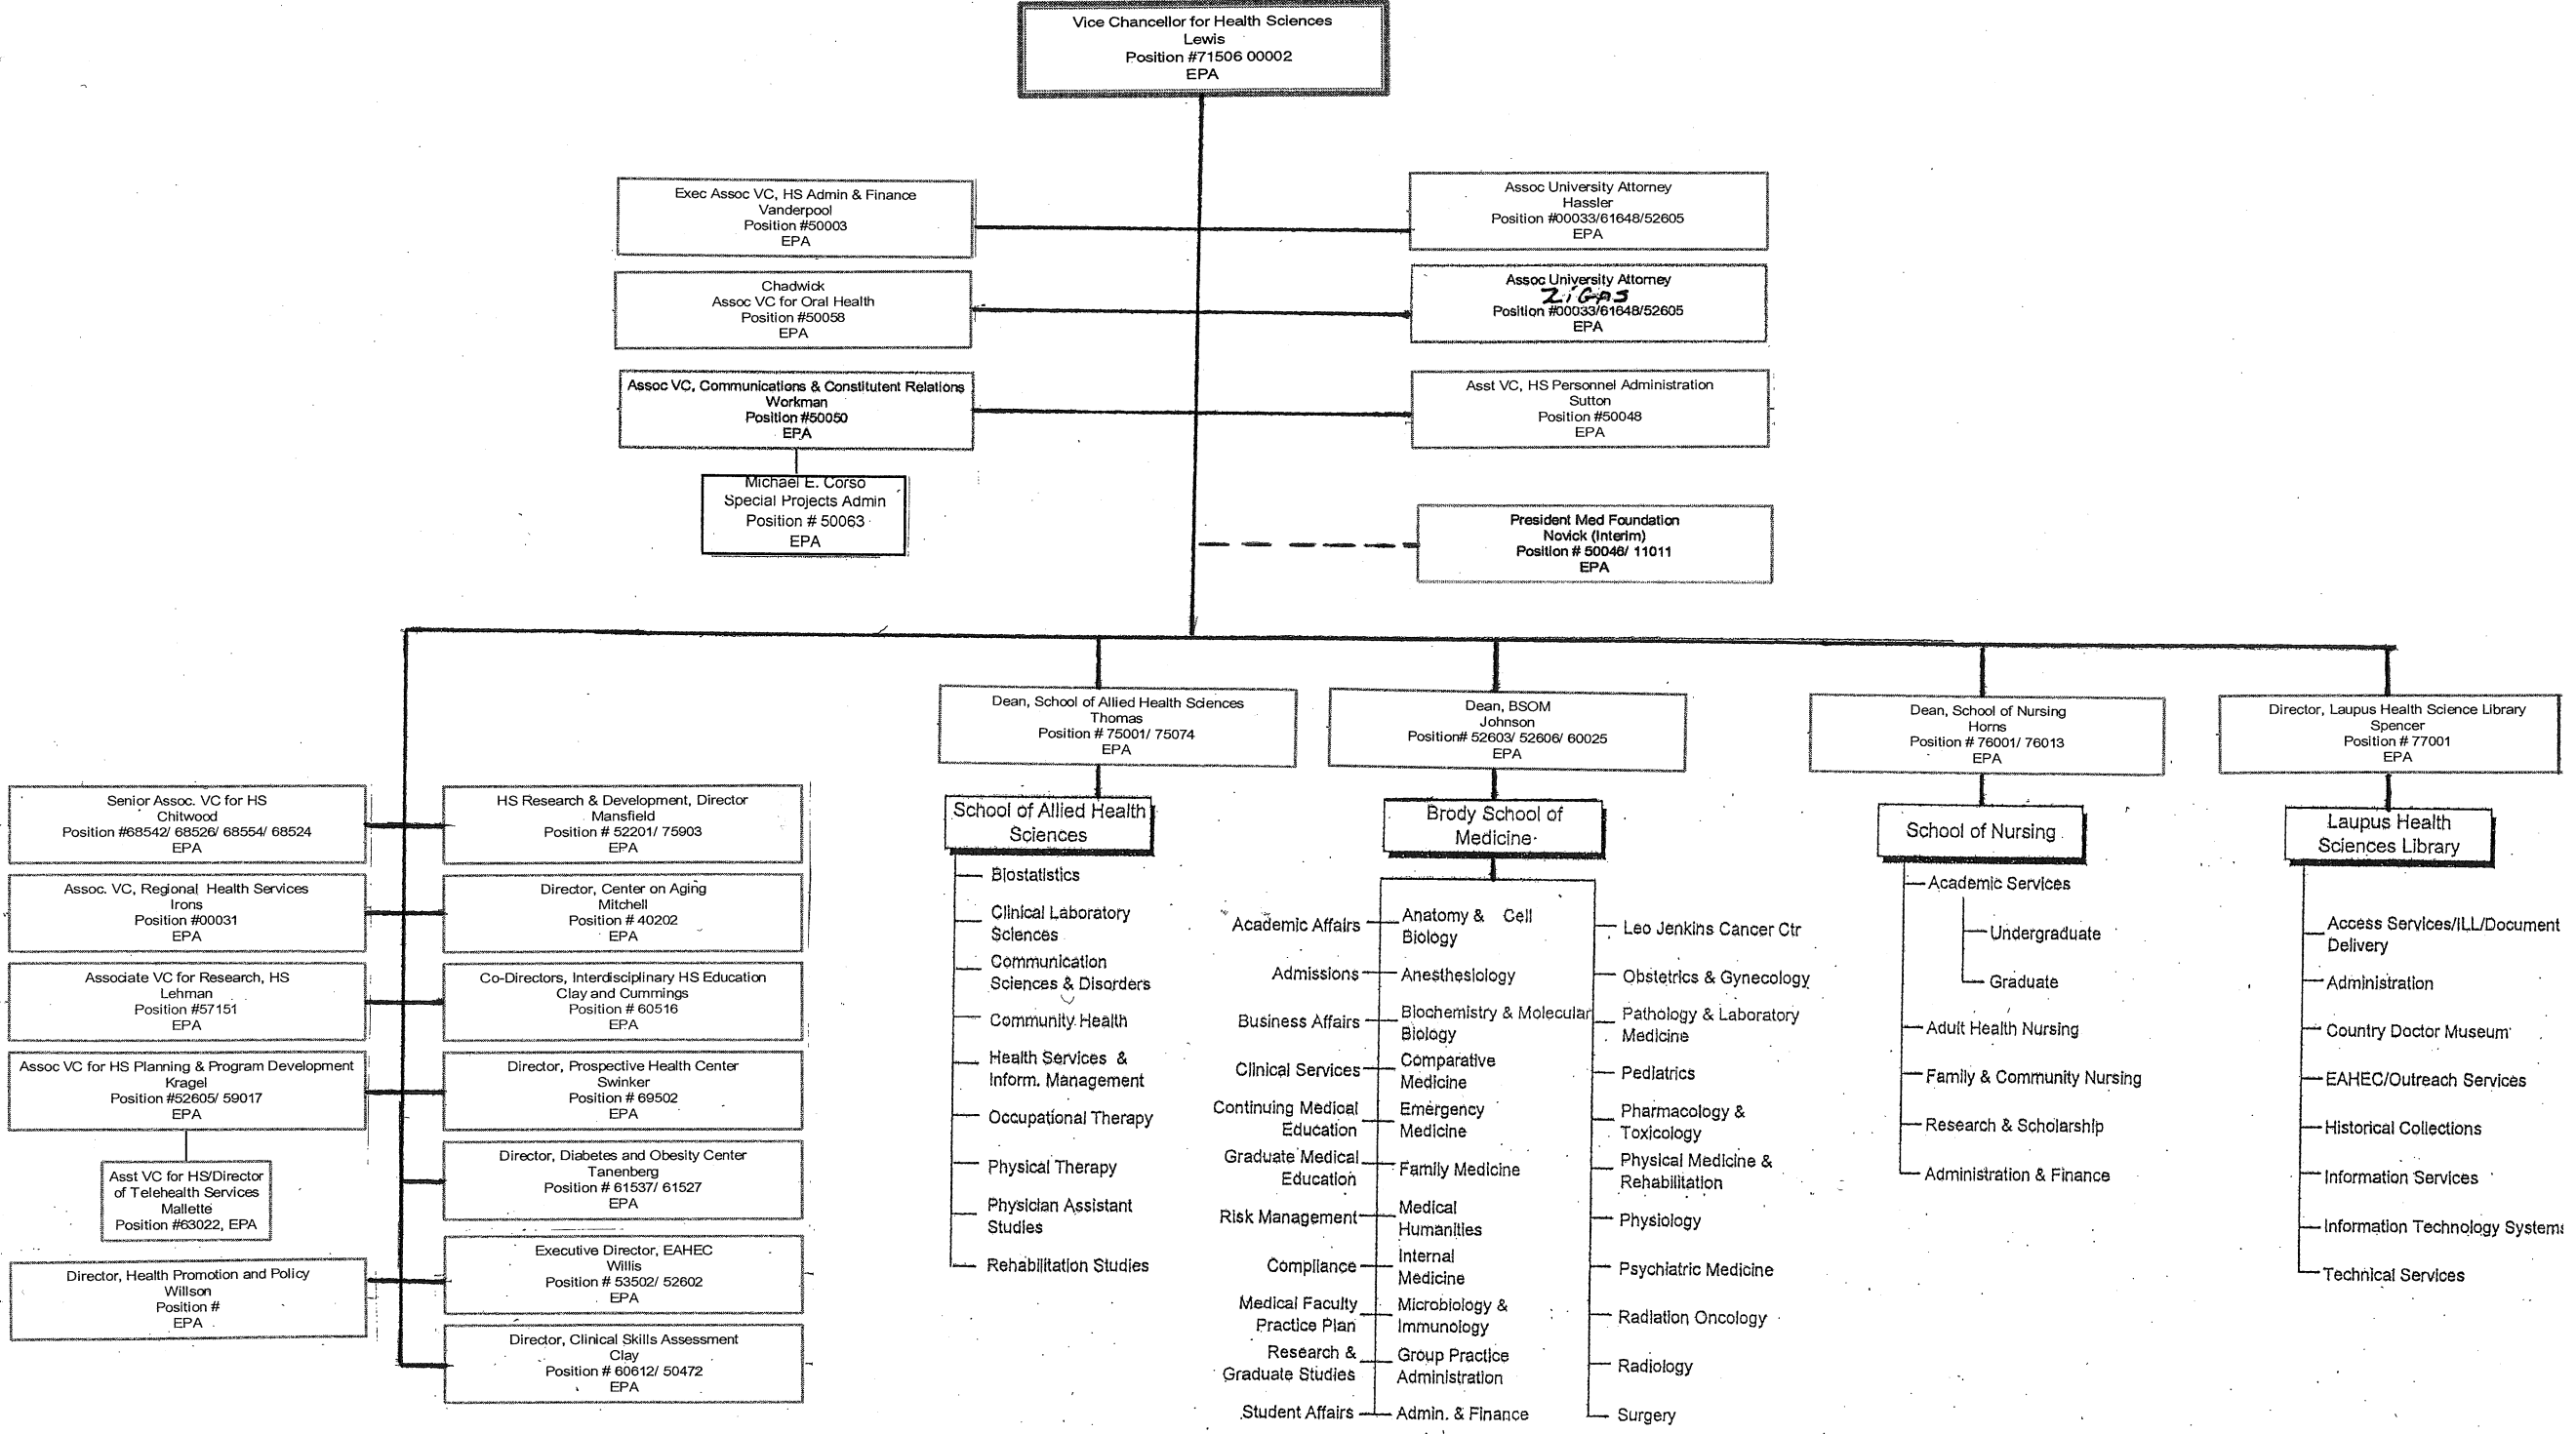 Vice Chancellor for Health Sciences
Lewis
Position #71506 00002
EPA
Exec Assoc VC, HS Admin & Finance
Vanderpool
Position #50003
EPA
Assoc University Attorney
Hassler
Position #00033/61648/52605
EPA
Chadwick
Assoc VC for Oral Health
Position #50058
EPA
Assoc University Attorney
ZiGAS
Position #00033/61648/52605
EPA
Assoc VC, Communications & Constitutent Relations
Workman
Position #50050
EPA
Asst VC, HS Personnel Administration
Sutton
Position #50048
EPA
Michael E. Corso
Special Projects Admin
Position # 50063
EPA
President Med Foundation
Novick (Interim)
Position # 50046/ 11011
EPA
Dean, School of Allied Health Sciences
Thomas
Position # 75001/ 75074
EPA
Dean, BSOM
Johnson
Position# 52603/ 52606/ 60025
EPA
Dean, School of Nursing
Horns
Position # 76001/ 76013
EPA
Director, Laupus Health Science Library
Spencer
Position # 77001
EPA
Senior Assoc. VC for HS
Chitwood
Position #68542/ 68526/ 68554/ 68524
EPA
HS Research & Development, Director
Mansfield
Position # 52201/ 75903
EPA
Assoc. VC, Regional Health Services
Irons
Position #00031
EPA
Director, Center on Aging
Mitchell
Position # 40202
EPA
Associate VC for Research, HS
Lehman
Position #57151
EPA
Co-Directors, Interdisciplinary HS Education
Clay and Cummings
Position # 60516
EPA
Assoc VC for HS Planning & Program Development
Kragel
Position #52605/ 59017
EPA
Director, Prospective Health Center
Swinker
Position # 69502
EPA
Asst VC for HS/Director
of Telehealth Services
Mallette
Position #63022, EPA
Director, Diabetes and Obesity Center
Tanenberg
Position # 61537/ 61527
EPA
Director, Health Promotion and Policy
Willson
Position #
EPA
Executive Director, EAHEC
Willis
Position # 53502/ 52602
EPA
Director, Clinical Skills Assessment
Clay
Position # 60612/ 50472
EPA
School of Allied Health
Sciences
Biostatistics
Clinical Laboratory
Sciences
Communication
Sciences & Disorders
Community Health
Health Services &
Inform. Management
Occupational Therapy
Physical Therapy
Physician Assistant
Studies
Rehabilitation Studies
Brody School of
Medicine
Academic Affairs
Admissions
Business Affairs
Clinical Services
Continuing Medical
Education
Graduate Medical
Education
Risk Management
Compliance
Medical Faculty
Practice Plan
Research &
Graduate Studies
Student Affairs
Anatomy & Cell
Biology
Anesthesiology
Biochemistry & Molecular
Biology
Comparative
Medicine
Emergency
Medicine
Family Medicine
Medical
Humanities
Internal
Medicine
Microbiology &
Immunology
Group Practice
Administration
Admin. & Finance
Leo Jenkins Cancer Ctr
Obstetrics & Gynecology
Pathology & Laboratory
Medicine
Pediatrics
Pharmacology &
Toxicology
Physical Medicine &
Rehabilitation
Physiology
Psychiatric Medicine
Radiation Oncology
Radiology
Surgery
School of Nursing
Academic Services
Undergraduate
Graduate
Adult Health Nursing
Family & Community Nursing
Research & Scholarship
Administration & Finance
Laupus Health
Sciences Library
Access Services/ILL/Document
Delivery
Administration
Country Doctor Museum
EAHEC/Outreach Services
Historical Collections
Information Services
Information Technology Systems
Technical Services